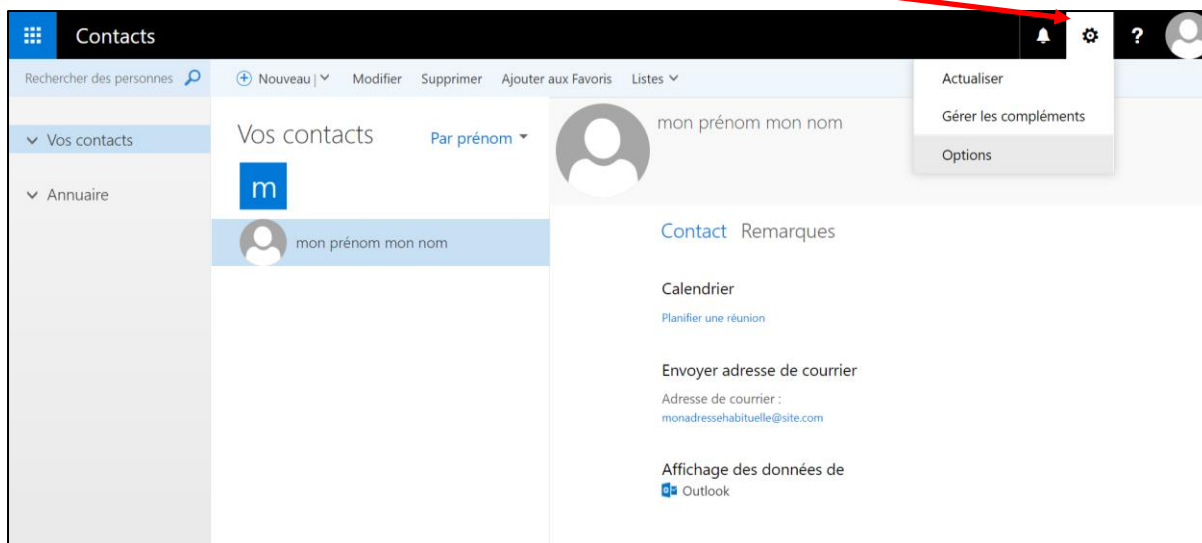 Contacts
?
Rechercher des personnes
Nouveau | Modifier Supprimer Ajouter aux Favoris Listes
Actualiser
Gérer les compléments
Options
Vos contacts
Annuaire
Vos contacts
Par prénom
m
mon prénom mon nom
mon prénom mon nom
Contact Remarques
Calendrier
Planifier une réunion
Envoyer adresse de courrier
Adresse de courrier :
monadressehabituelle@site.com
Affichage des données de
Outlook